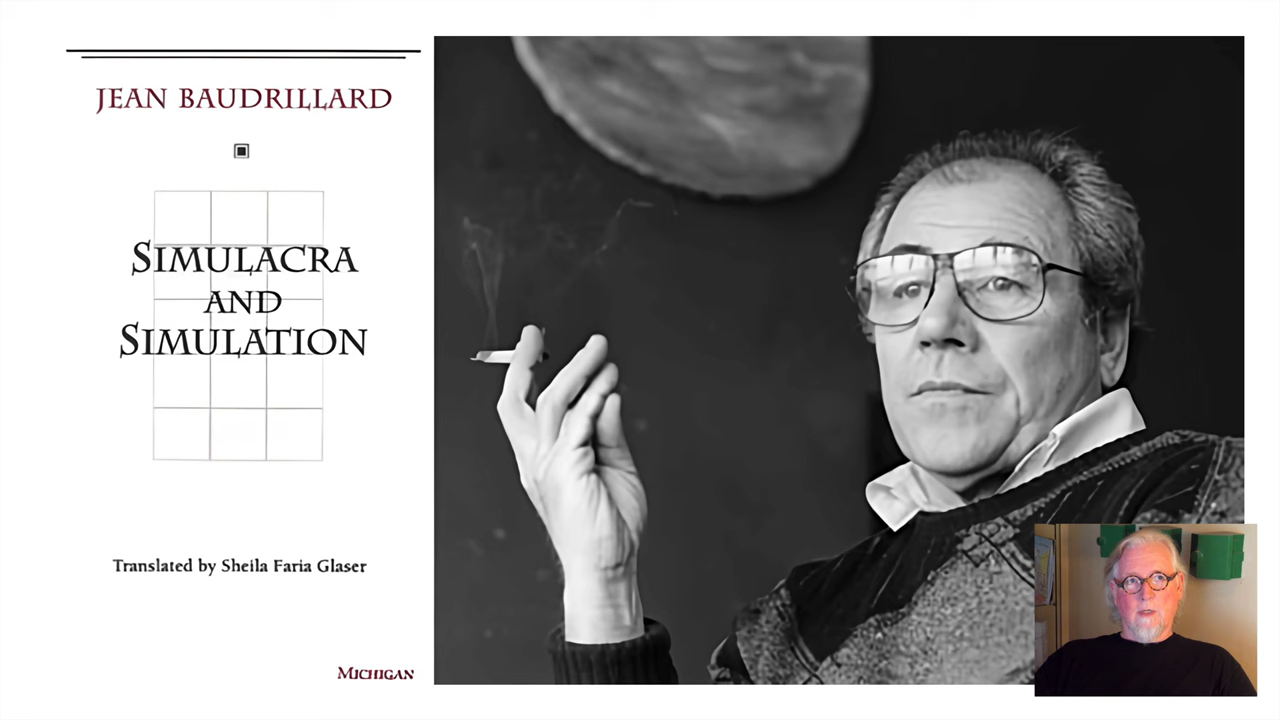 JEAN BAUDRILLARD
SIMULACRA
AND
SIMULATION
Translated by Sheila Faria Glaser
MICHIGAN